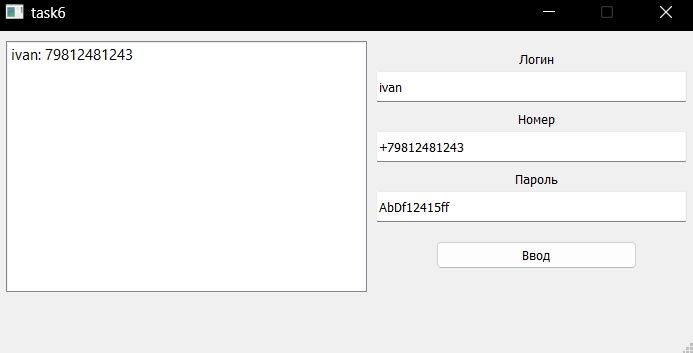 task6
ivan: 79812481243
Логин
ivan
Номер
+79812481243
Пароль
AbDf12415ff
Ввод